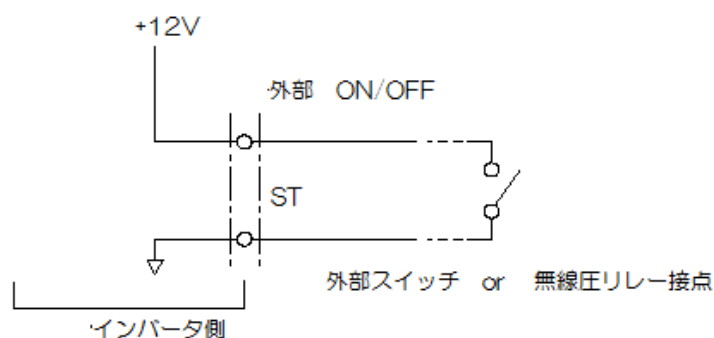 +12V
外部 ON/OFF
ST
外部スイッチ or 無線圧リレー接点
インバータ側